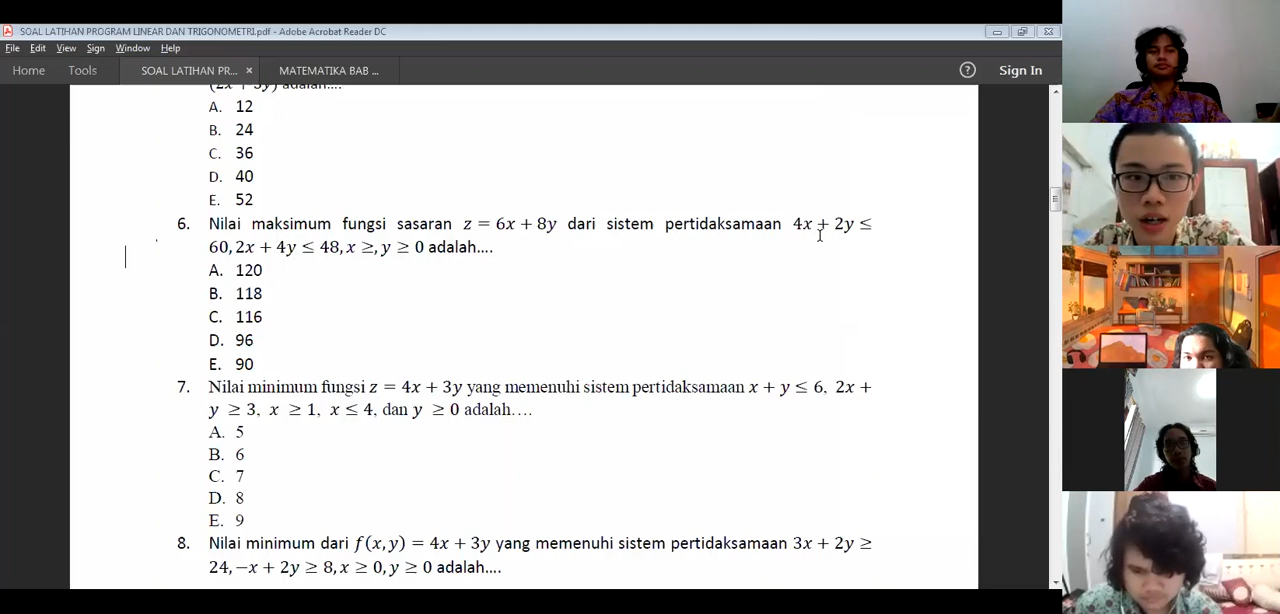 SOAL LATIHAN PROGRAM LINEAR DAN TRIGONOMETRI.pdf - Adobe Acrobat Reader DC
File Edit View Sign Window Help
Home Tools SOAL LATIHAN PR... × MATEMATIKA BAB ... ? Sign In
(2x + 3y) adalah....
A. 12
B. 24
C. 36
D. 40
E. 52
6. Nilai maksimum fungsi sasaran z = 6x + 8y dari sistem pertidaksamaan 4x + 2y ≤
60, 2x + 4y ≤ 48, x ≥, y ≥ 0 adalah....
A. 120
B. 118
C. 116
D. 96
E. 90
7. Nilai minimum fungsi z = 4x + 3y yang memenuhi sistem pertidaksamaan x + y ≤ 6, 2x +
y ≥ 3, x ≥ 1, x ≤ 4, dan y ≥ 0 adalah....
A. 5
B. 6
C. 7
D. 8
E. 9
8. Nilai minimum dari f(x, y) = 4x + 3y yang memenuhi sistem pertidaksamaan 3x + 2y ≥
24, −x + 2y ≥ 8, x ≥ 0, y ≥ 0 adalah....